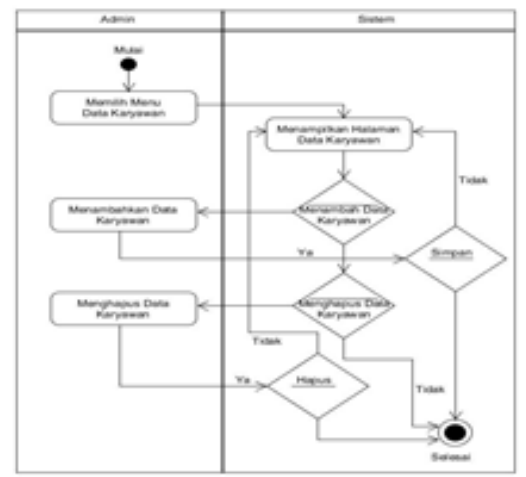 Admin
Sistem
Mulai
Memilih Menu
Data Karyawan
Menampilkan Halaman
Data Karyawan
Tidak
Menambahkan Data
Karyawan
Menambah Data
Karyawan
Ya
Simpan
Menghapus Data
Karyawan
Menghapus Data
Karyawan
Tidak
Ya
Hapus
Tidak
Selesai